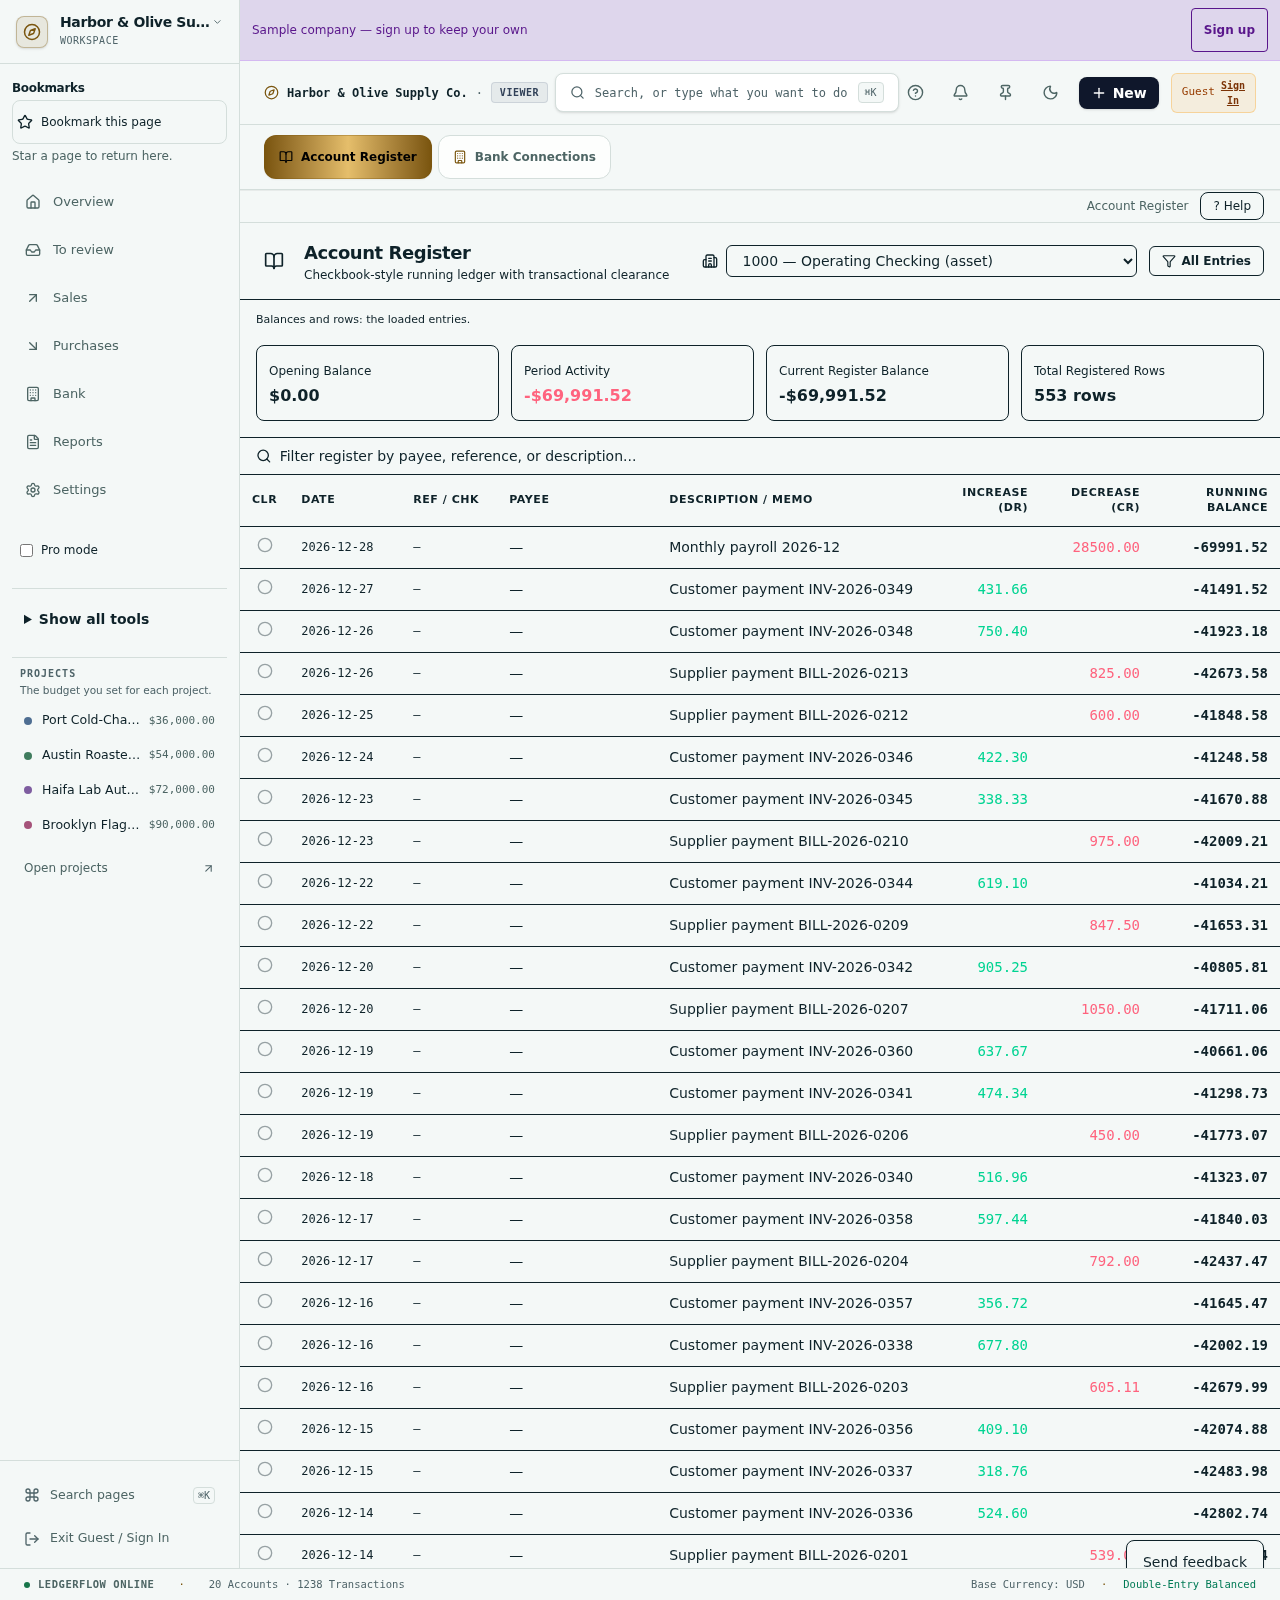 Harbor & Olive Su...
WORKSPACE
Bookmarks
Bookmark this page
Star a page to return here.
Overview
To review
Sales
Purchases
Bank
Reports
Settings
Pro mode
Show all tools
PROJECTS
The budget you set for each project.
Port Cold-Cha... $36,000.00
Austin Roaste... $54,000.00
Haifa Lab Aut... $72,000.00
Brooklyn Flag... $90,000.00
Open projects
Search pages ⌘K
Exit Guest / Sign In
Sample company — sign up to keep your own
Sign up
Harbor & Olive Supply Co. · VIEWER
Search, or type what you want to do ⌘K
+ New
Guest Sign In
Account Register
Bank Connections
Account Register
? Help
Account Register
Checkbook-style running ledger with transactional clearance
1000 — Operating Checking (asset)
All Entries
Balances and rows: the loaded entries.
Opening Balance
$0.00
Period Activity
-$69,991.52
Current Register Balance
-$69,991.52
Total Registered Rows
553 rows
Filter register by payee, reference, or description...
CLR DATE REF / CHK PAYEE DESCRIPTION / MEMO INCREASE (DR) DECREASE (CR) RUNNING BALANCE
2026-12-28 — — Monthly payroll 2026-12 28500.00 -69991.52
2026-12-27 — — Customer payment INV-2026-0349 431.66 -41491.52
2026-12-26 — — Customer payment INV-2026-0348 750.40 -41923.18
2026-12-26 — — Supplier payment BILL-2026-0213 825.00 -42673.58
2026-12-25 — — Supplier payment BILL-2026-0212 600.00 -41848.58
2026-12-24 — — Customer payment INV-2026-0346 422.30 -41248.58
2026-12-23 — — Customer payment INV-2026-0345 338.33 -41670.88
2026-12-23 — — Supplier payment BILL-2026-0210 975.00 -42009.21
2026-12-22 — — Customer payment INV-2026-0344 619.10 -41034.21
2026-12-22 — — Supplier payment BILL-2026-0209 847.50 -41653.31
2026-12-20 — — Customer payment INV-2026-0342 905.25 -40805.81
2026-12-20 — — Supplier payment BILL-2026-0207 1050.00 -41711.06
2026-12-19 — — Customer payment INV-2026-0360 637.67 -40661.06
2026-12-19 — — Customer payment INV-2026-0341 474.34 -41298.73
2026-12-19 — — Supplier payment BILL-2026-0206 450.00 -41773.07
2026-12-18 — — Customer payment INV-2026-0340 516.96 -41323.07
2026-12-17 — — Customer payment INV-2026-0358 597.44 -41840.03
2026-12-17 — — Supplier payment BILL-2026-0204 792.00 -42437.47
2026-12-16 — — Customer payment INV-2026-0357 356.72 -41645.47
2026-12-16 — — Customer payment INV-2026-0338 677.80 -42002.19
2026-12-16 — — Supplier payment BILL-2026-0203 605.11 -42679.99
2026-12-15 — — Customer payment INV-2026-0356 409.10 -42074.88
2026-12-15 — — Customer payment INV-2026-0337 318.76 -42483.98
2026-12-14 — — Customer payment INV-2026-0336 524.60 -42802.74
2026-12-14 — — Supplier payment BILL-2026-0201
Send feedback
LEDGERFLOW ONLINE · 20 Accounts · 1238 Transactions
Base Currency: USD · Double-Entry Balanced